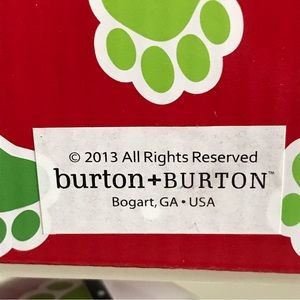 © 2013 All Rights Reserved
burton+BURTON™
Bogart, GA • USA